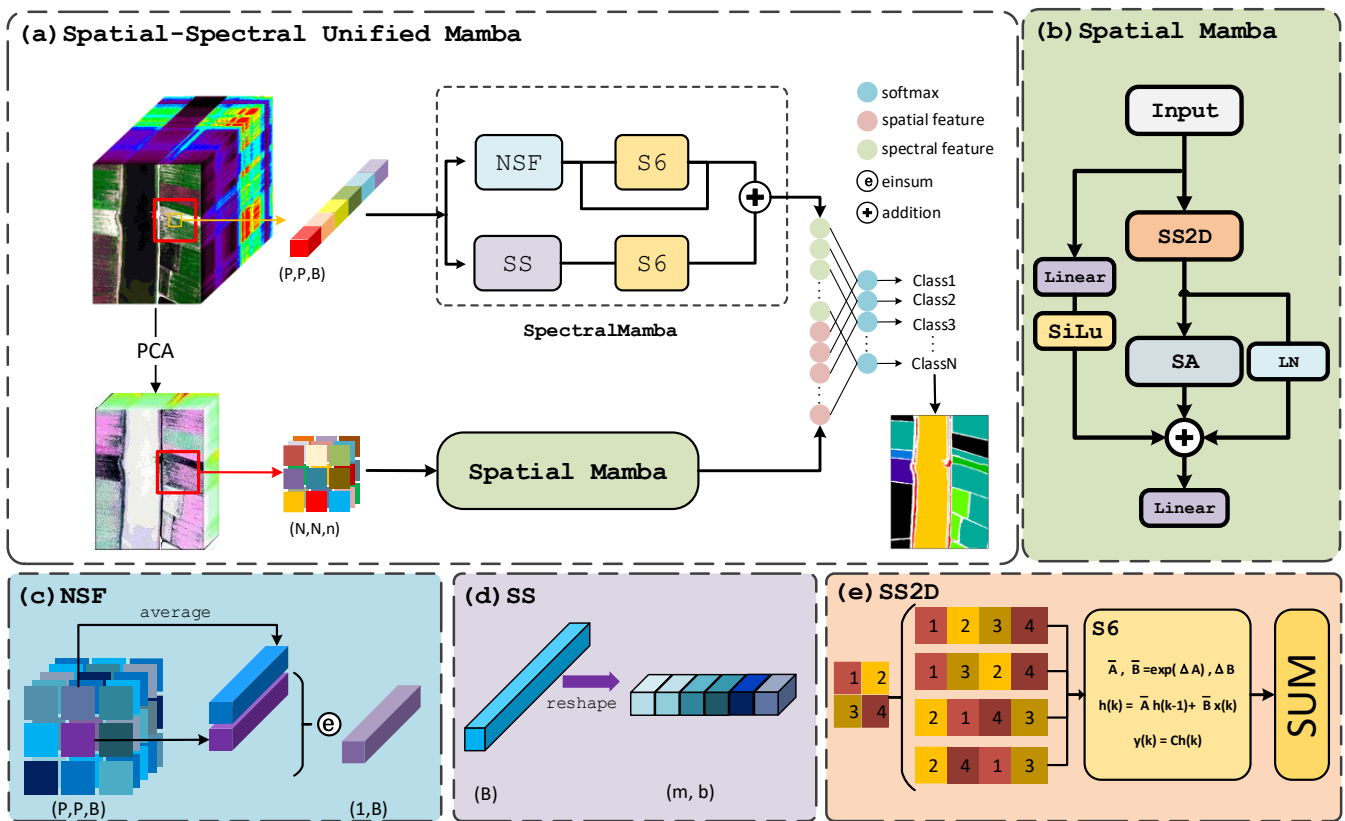 (a)Spatial-Spectral Unified Mamba
(P,P,B)
NSF
S6
SS
S6
SpectralMamba
softmax
spatial feature
spectral feature
e einsum
+ addition
+
Class1
Class2
Class3
ClassN
PCA
(N,N,n)
Spatial Mamba
(b)Spatial Mamba
Input
SS2D
Linear
SiLu
SA
LN
+
Linear
(c)NSF
average
e
(P,P,B)
(1,B)
(d)SS
reshape
(B)
(m, b)
(e)SS2D
1 2
3 4
1 2 3 4
1 3 2 4
2 1 4 3
2 4 1 3
S6
A̅ , B̅ =exp( Δ A) , Δ B
h(k) = A̅ h(k-1)+ B̅ x(k)
y(k) = Ch(k)
SUM